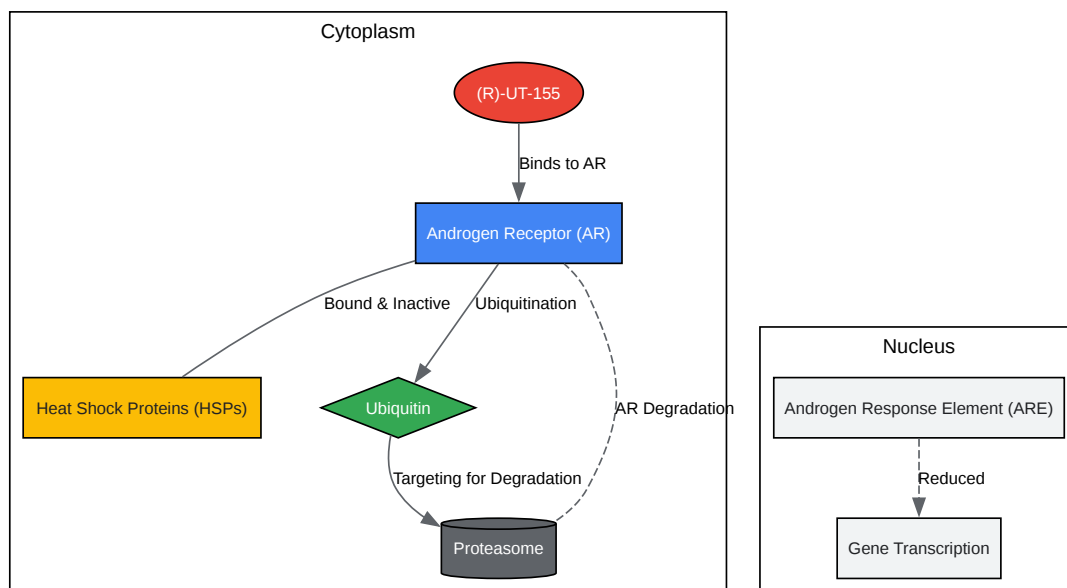 Cytoplasm
(R)-UT-155
Binds to AR
Androgen Receptor (AR)
Bound & Inactive
Ubiquitination
Heat Shock Proteins (HSPs)
Ubiquitin
AR Degradation
Targeting for Degradation
Proteasome
Nucleus
Androgen Response Element (ARE)
Reduced
Gene Transcription